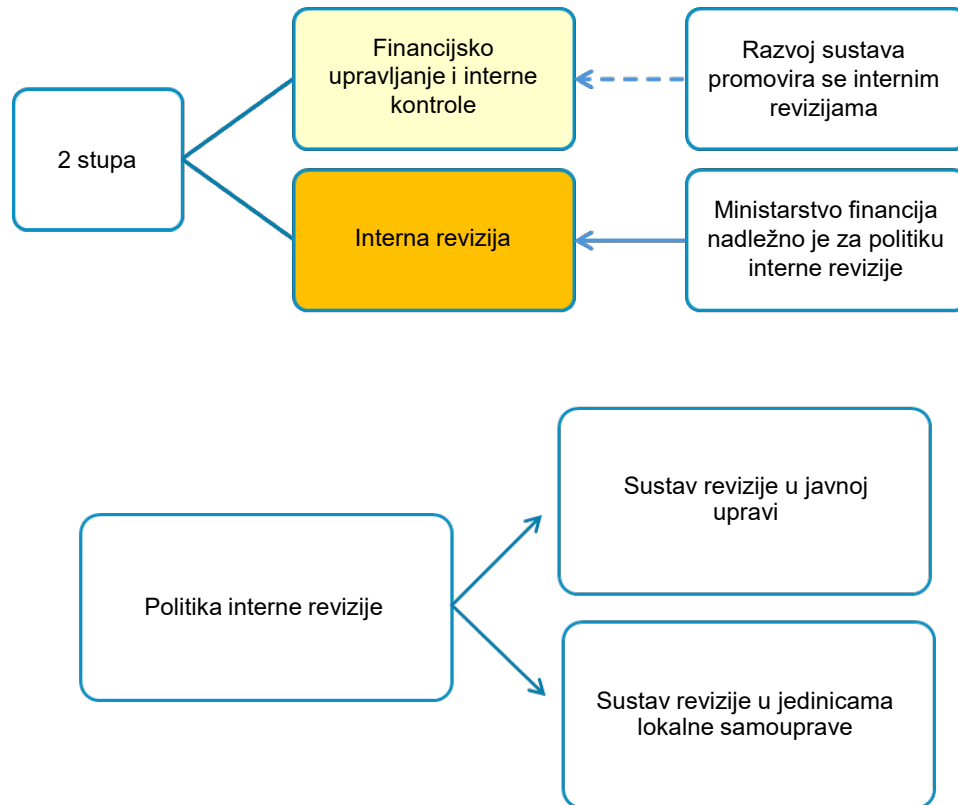 Financijsko
upravljanje i interne
kontrole
Razvoj sustava
promovira se internim
revizijama
2 stupa
Interna revizija
Ministarstvo financija
nadležno je za politiku
interne revizije
Sustav revizije u javnoj
upravi
Politika interne revizije
Sustav revizije u jedinicama
lokalne samouprave